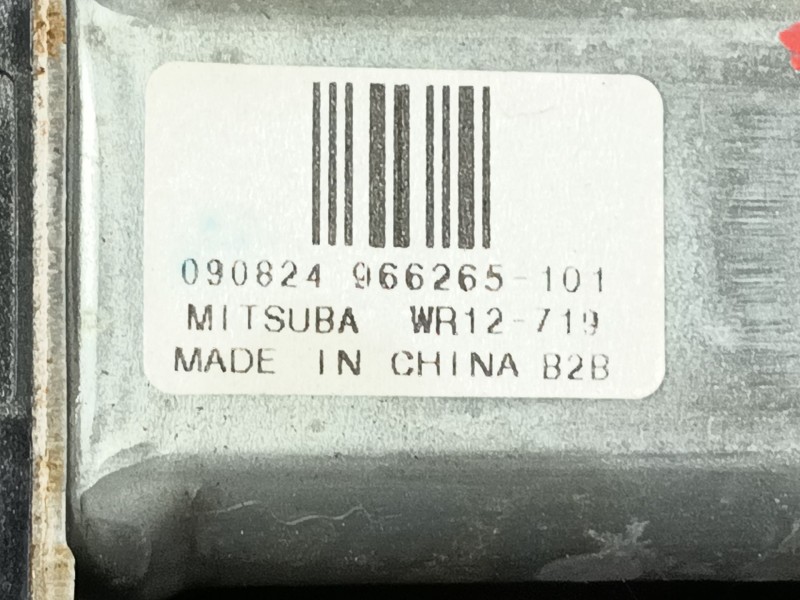 090824 966265-101
MITSUBA WR12-719
MADE IN CHINA B2B